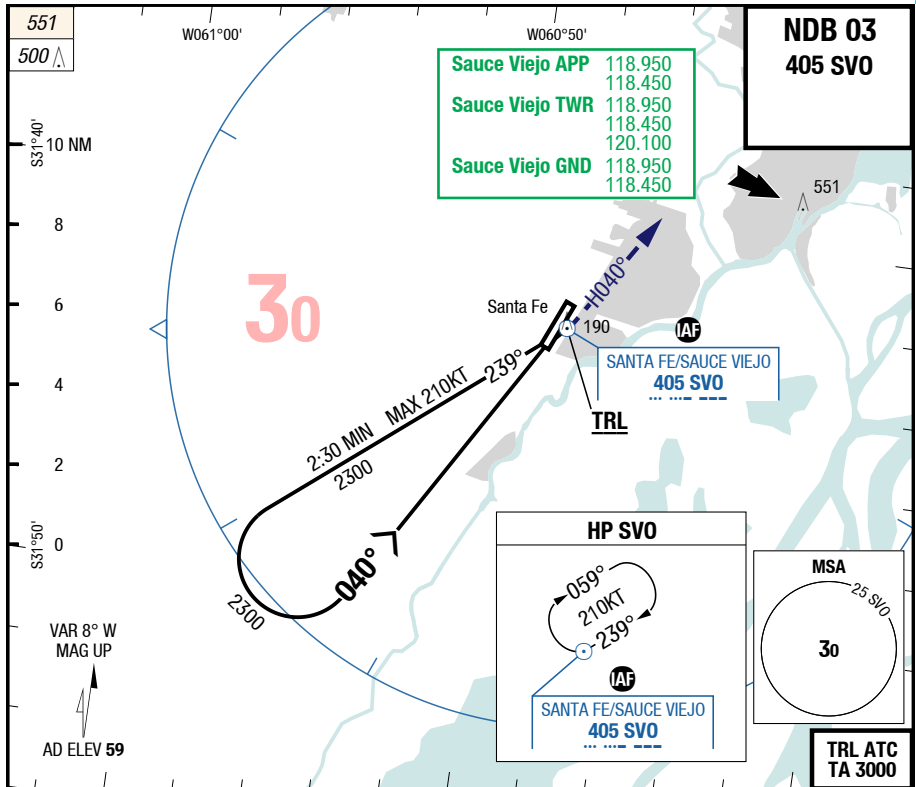 551
500
W061°00'
W060°50'
NDB 03
405 SVO
Sauce Viejo APP 118.950
118.450
Sauce Viejo TWR 118.950
118.450
120.100
Sauce Viejo GND 118.950
118.450
S31°40'
10 NM
8
6
4
2
0
S31°50'
551
30
H040°
Santa Fe
190
IAF
SANTA FE/SAUCE VIEJO
405 SVO
TRL
239°
2:30 MIN MAX 210KT
2300
040°
2300
HP SVO
059°
210KT
239°
IAF
SANTA FE/SAUCE VIEJO
405 SVO
MSA
25 SVO
30
VAR 8° W
MAG UP
AD ELEV 59
TRL ATC
TA 3000